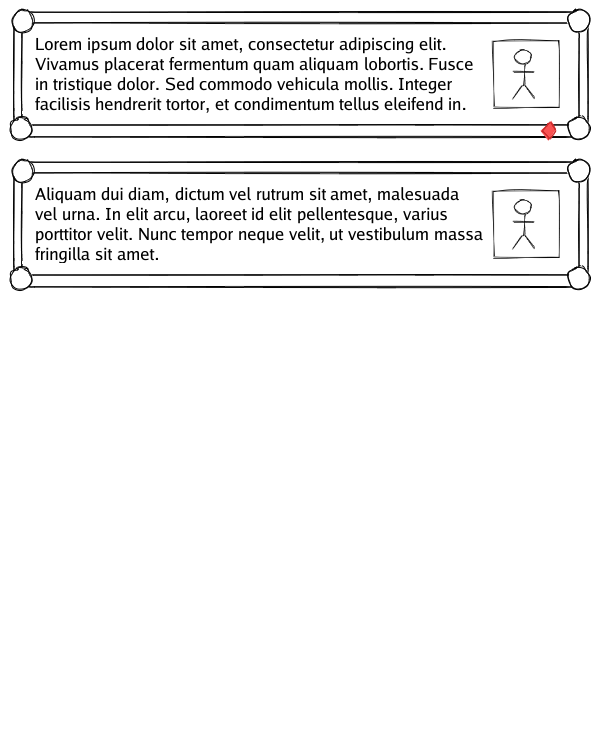 Lorem ipsum dolor sit amet, consectetur adipiscing elit.
Vivamus placerat fermentum quam aliquam lobortis. Fusce
in tristique dolor. Sed commodo vehicula mollis. Integer
facilisis hendrerit tortor, et condimentum tellus eleifend in.
Aliquam dui diam, dictum vel rutrum sit amet, malesuada
vel urna. In elit arcu, laoreet id elit pellentesque, varius
porttitor velit. Nunc tempor neque velit, ut vestibulum massa
fringilla sit amet.